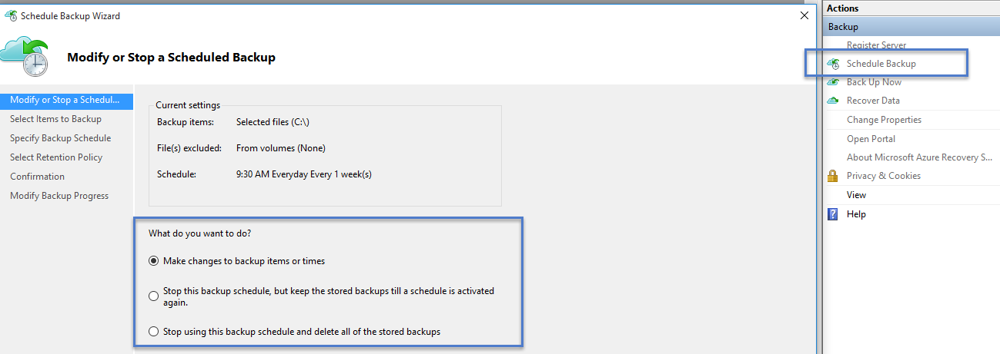 Schedule Backup Wizard
Modify or Stop a Scheduled Backup
Modify or Stop a Schedul...
Select Items to Backup
Specify Backup Schedule
Select Retention Policy
Confirmation
Modify Backup Progress
Current settings
Backup items: Selected files (C:\)
File(s) excluded: From volumes (None)
Schedule: 9:30 AM Everyday Every 1 week(s)
What do you want to do?
Make changes to backup items or times
Stop this backup schedule, but keep the stored backups till a schedule is activated
again.
Stop using this backup schedule and delete all of the stored backups
Actions
Backup
Register Server
Schedule Backup
Back Up Now
Recover Data
Change Properties
Open Portal
About Microsoft Azure Recovery S...
Privacy & Cookies
View
Help